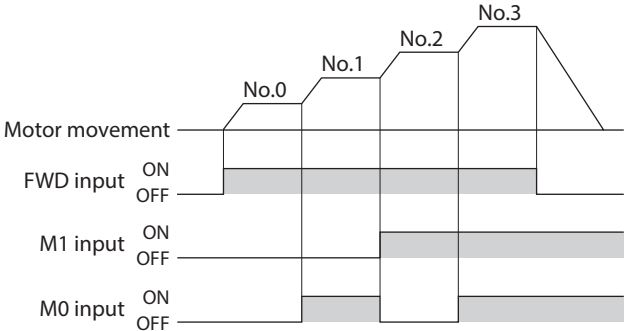 No.3
No.2
No.1
No.0
Motor movement
FWD input ON
OFF
M1 input ON
OFF
M0 input ON
OFF